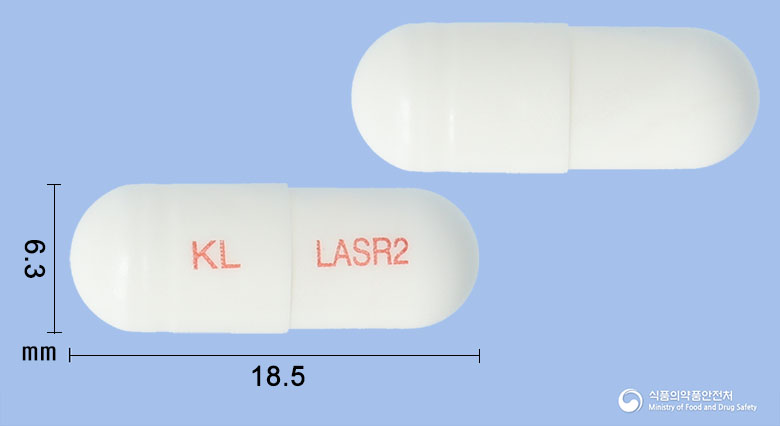 KL LASR2
6.3
mm
18.5
식품의약품안전처
Ministry of Food and Drug Safety